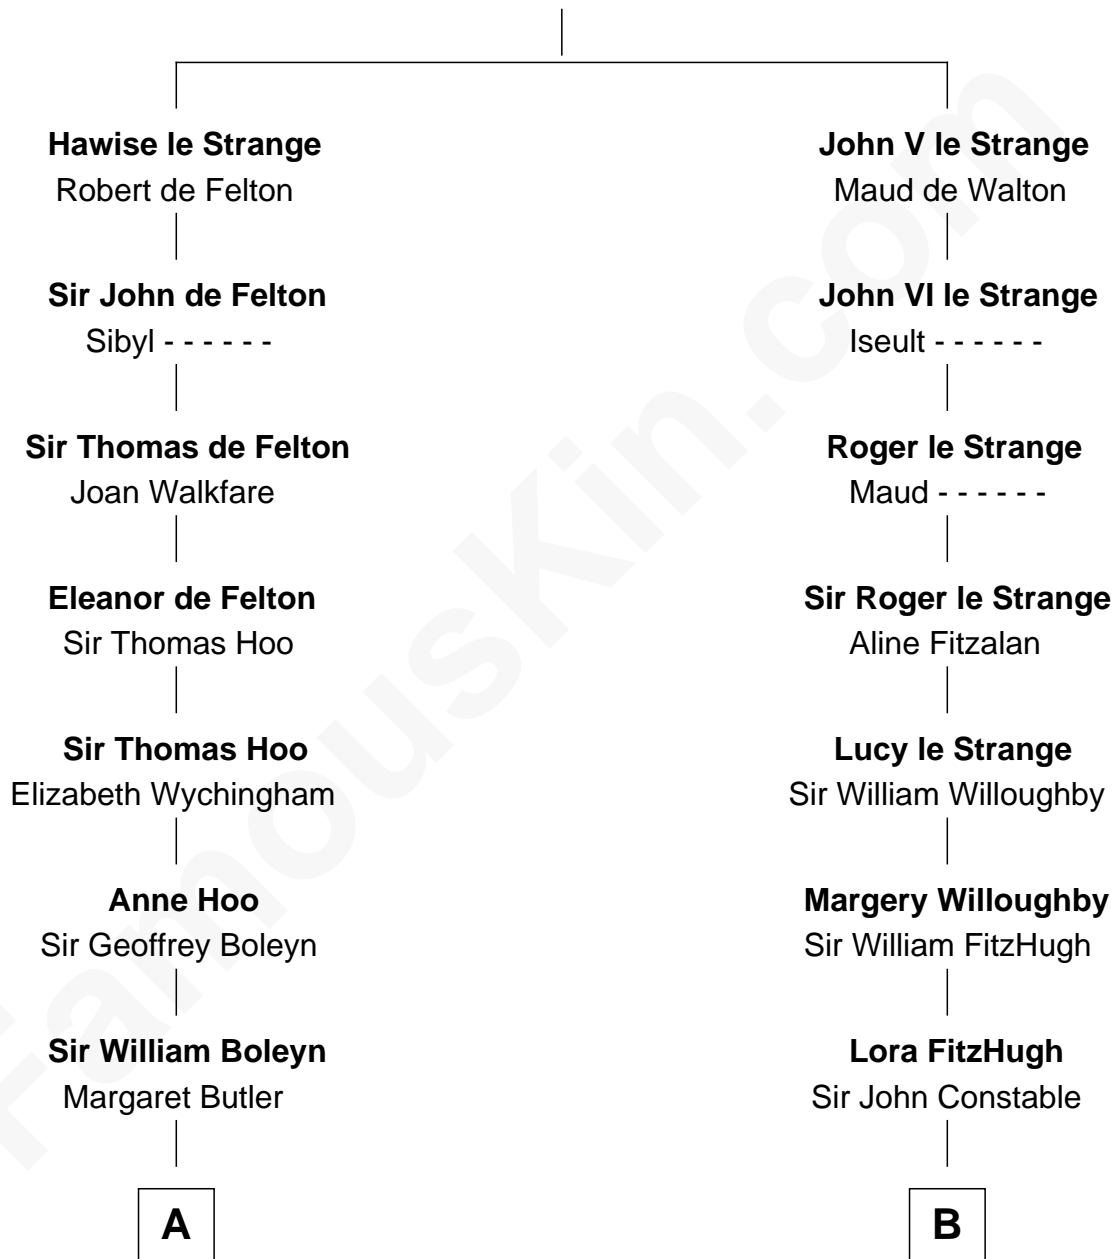 Hawise le Strange
Robert de Felton
Sir John de Felton
Sibyl - - - - - -
Sir Thomas de Felton
Joan Walkfare
Eleanor de Felton
Sir Thomas Hoo
Sir Thomas Hoo
Elizabeth Wychingham
Anne Hoo
Sir Geoffrey Boleyn
Sir William Boleyn
Margaret Butler
A
John V le Strange
Maud de Walton
John VI le Strange
Iseult - - - - - -
Roger le Strange
Maud - - - - - -
Sir Roger le Strange
Aline Fitzalan
Lucy le Strange
Sir William Willoughby
Margery Willoughby
Sir William FitzHugh
Lora FitzHugh
Sir John Constable
B
FamousKin.com